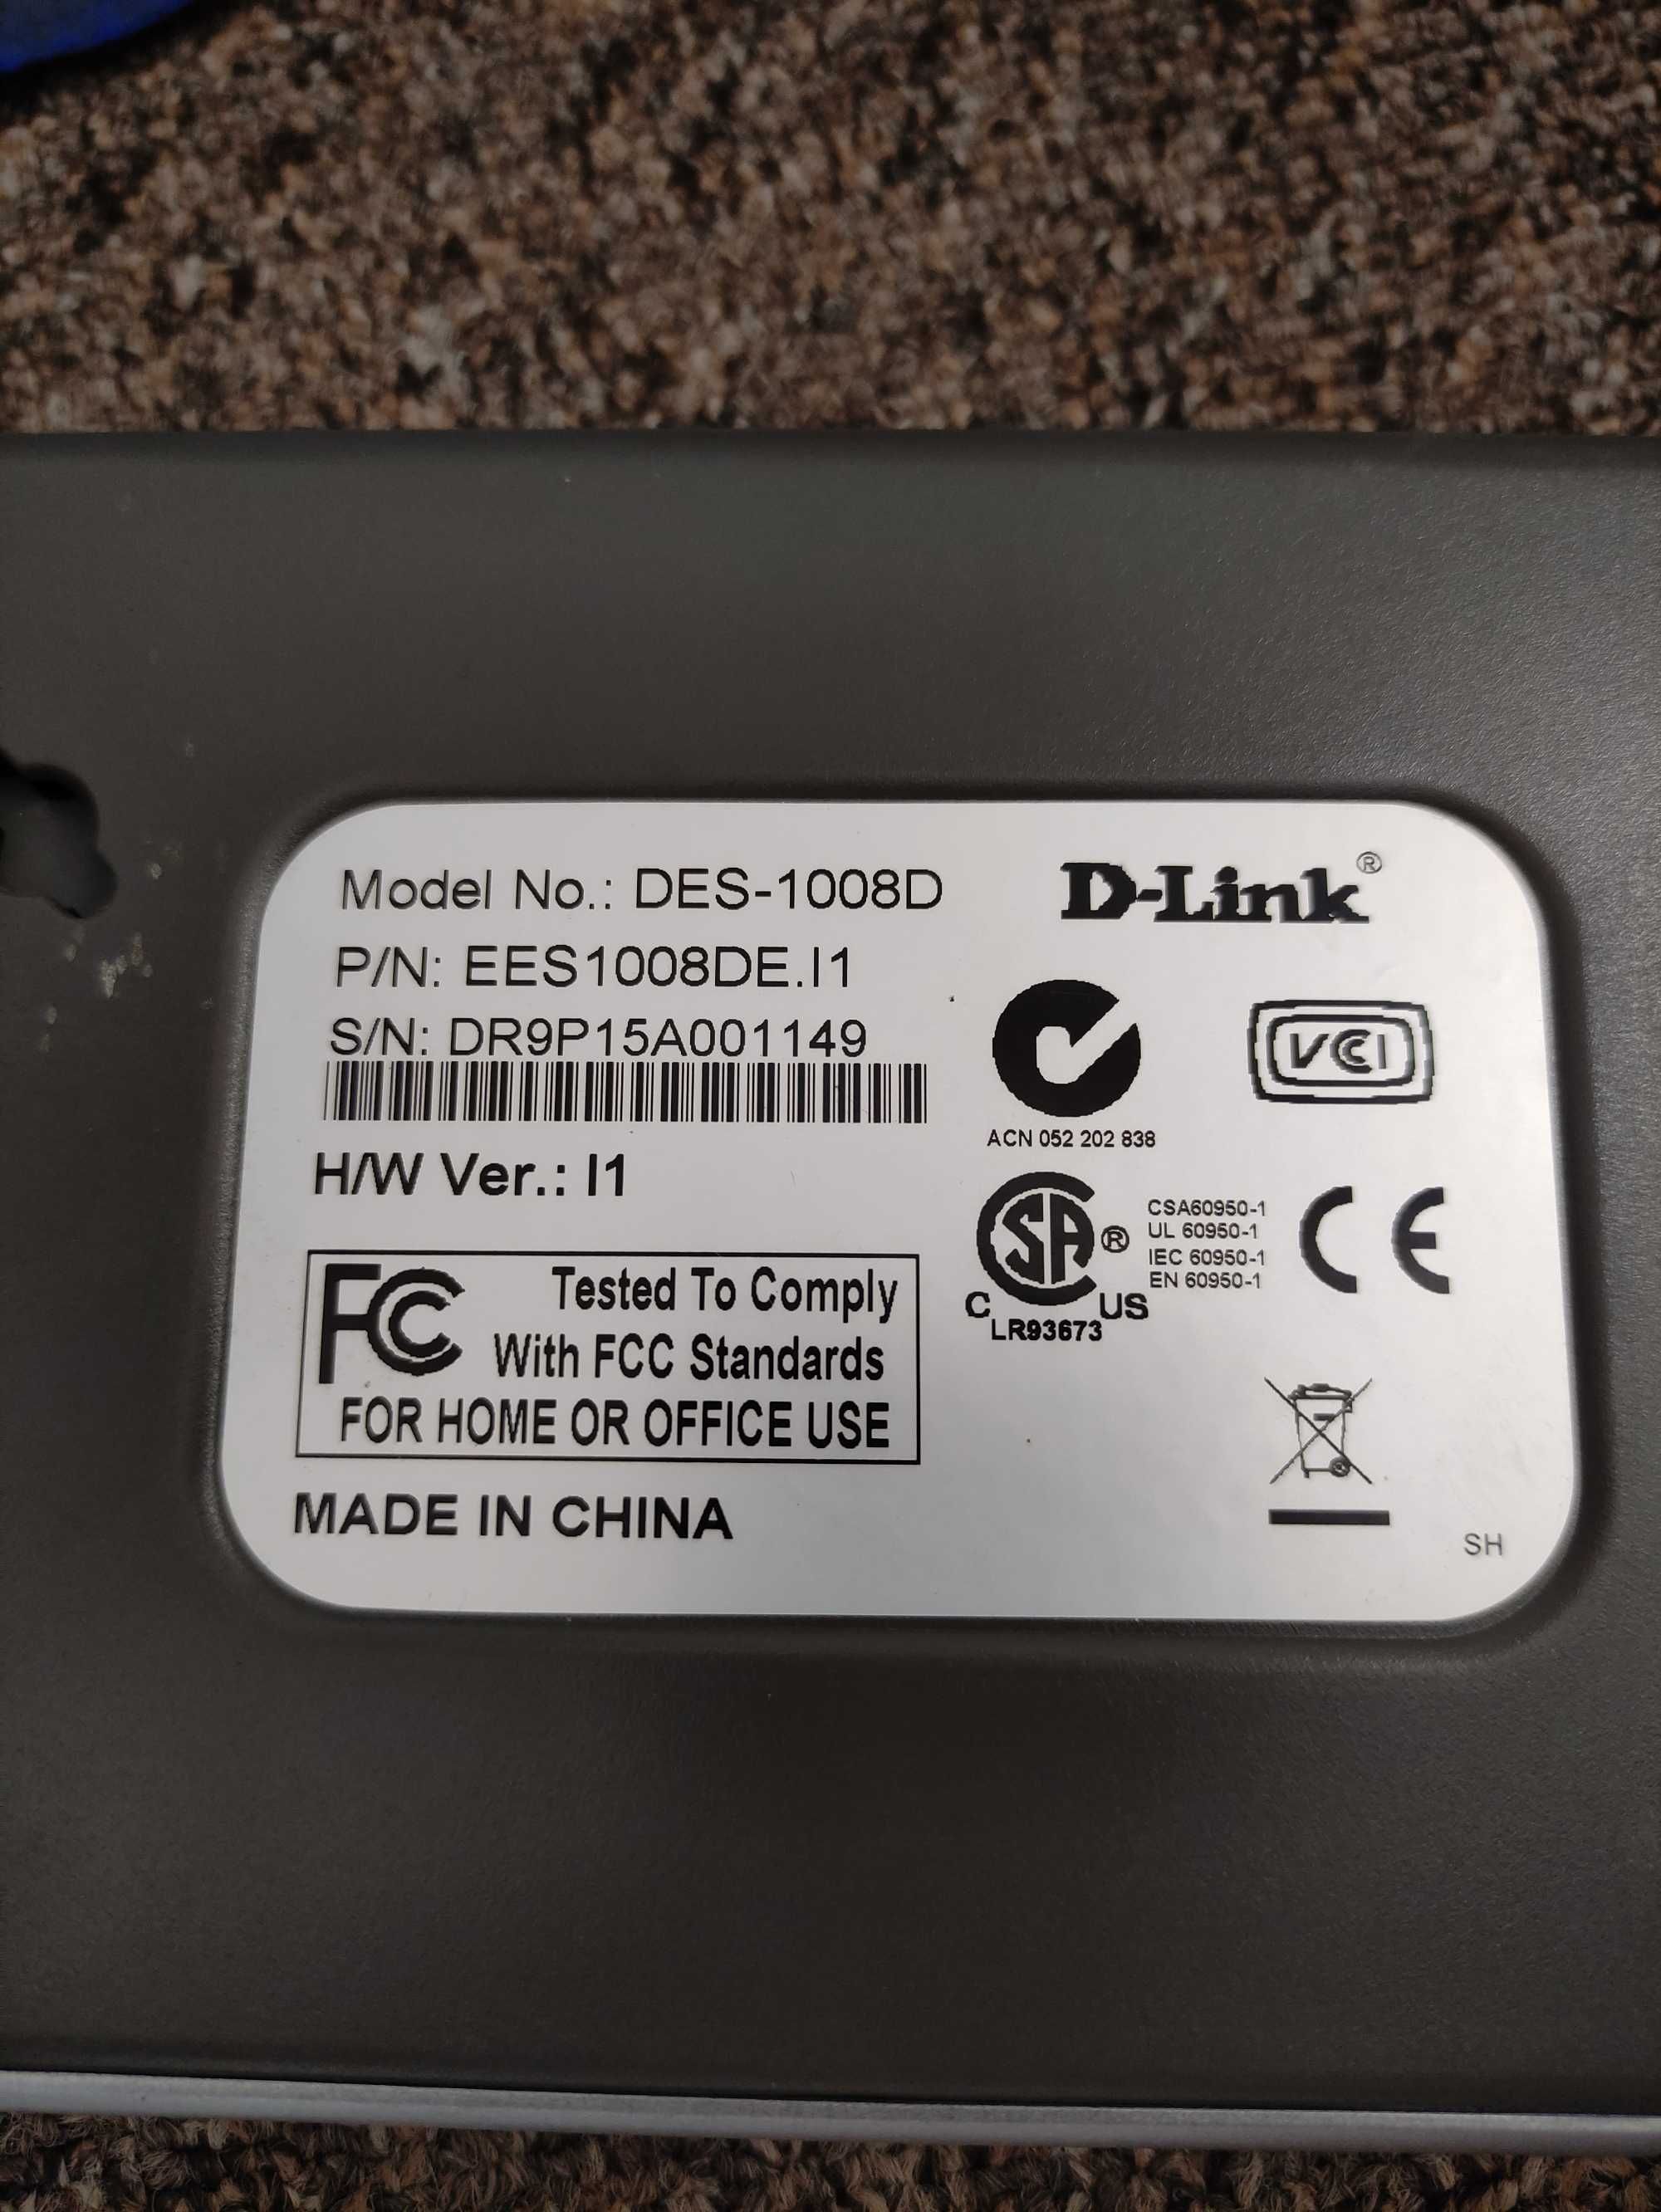 Model No.: DES-1008D
D-Link®
P/N: EES1008DE.I1
S/N: DR9P15A001149
VCCI
ACN 052 202 838
H/W Ver.: I1
SA®
C US
LR93673
CSA60950-1
UL 60950-1
IEC 60950-1
EN 60950-1
CE
FC Tested To Comply
With FCC Standards
FOR HOME OR OFFICE USE
MADE IN CHINA
SH